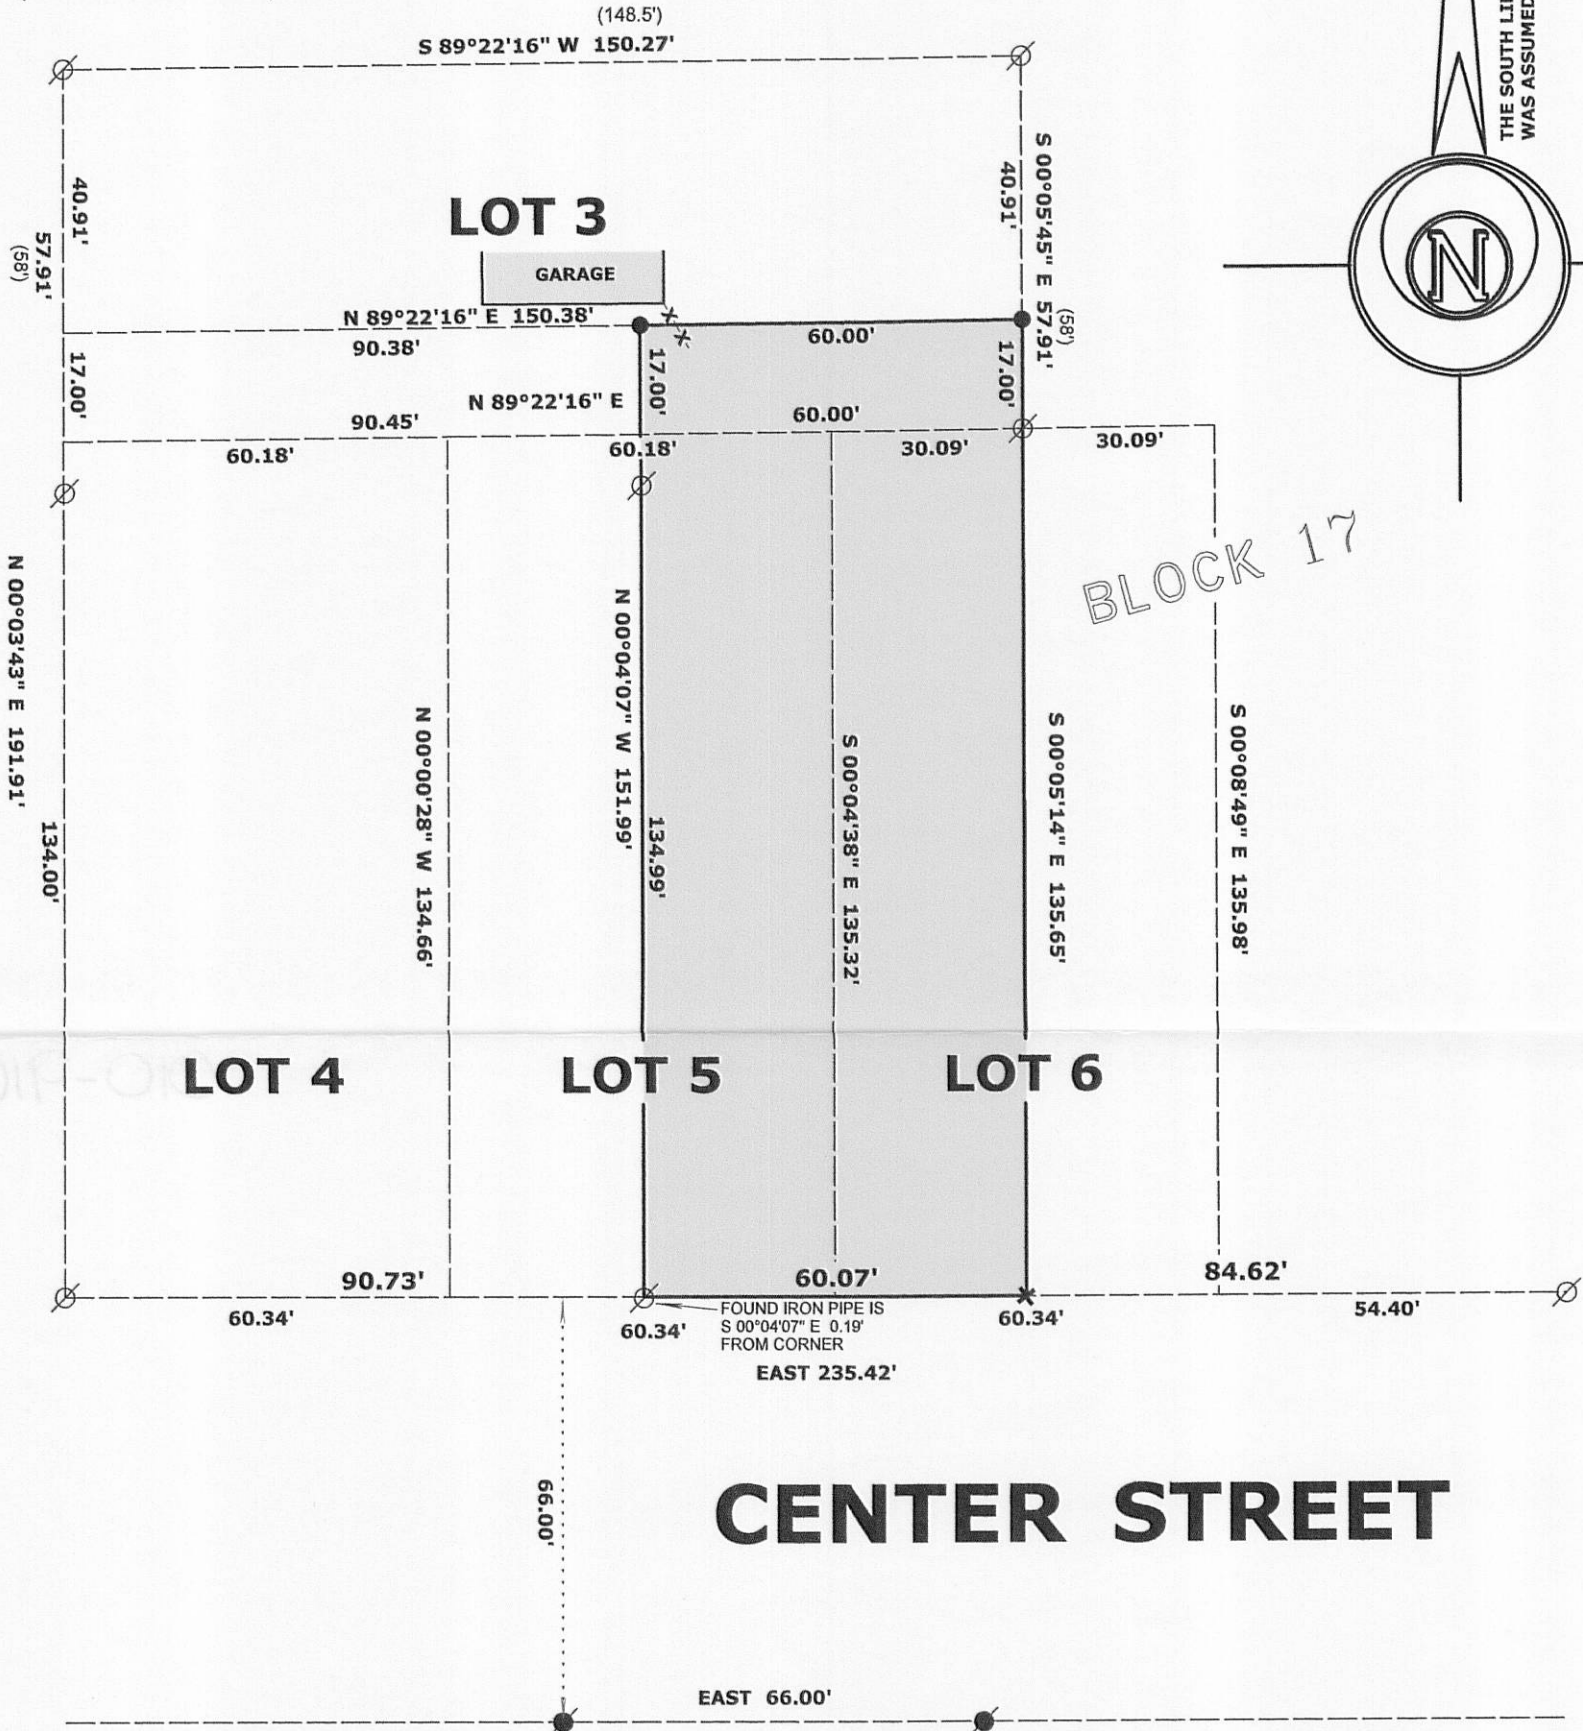 (148.5')
S 89°22'16" W 150.27'
THE SOUTH LI
WAS ASSUMED
N
40.91'
57.91'
(58')
LOT 3
GARAGE
40.91'
S 00°05'45" E 57.91'
(58')
N 89°22'16" E 150.38'
90.38'
60.00'
17.00'
17.00'
17.00'
N 89°22'16" E
90.45'
60.00'
60.18'
60.18'
30.09'
30.09'
BLOCK 17
N 00°03'43" E 191.91'
134.00'
N 00°00'28" W 134.66'
N 00°04'07" W 151.99'
134.99'
S 00°04'38" E 135.32'
S 00°05'14" E 135.65'
S 00°08'49" E 135.98'
LOT 4
LOT 5
LOT 6
90.73'
60.07'
84.62'
60.34'
60.34'
FOUND IRON PIPE IS
S 00°04'07" E 0.19'
FROM CORNER
60.34'
54.40'
EAST 235.42'
66.00'
CENTER STREET
EAST 66.00'